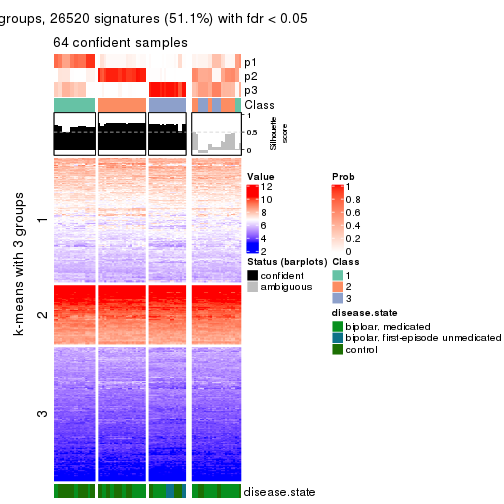 groups, 26520 signatures (51.1%) with fdr < 0.05
64 confident samples
p1
p2
p3
Class
1
0.5
0
Silhouette
score
k-means with 3 groups
1
2
3
Value
12
10
8
6
4
2
Prob
1
0.8
0.6
0.4
0.2
0
Status (barplots)
confident
ambiguous
Class
1
2
3
disease.state
biploar. medicated
bipolar. first-episode unmedicated
control
disease.state